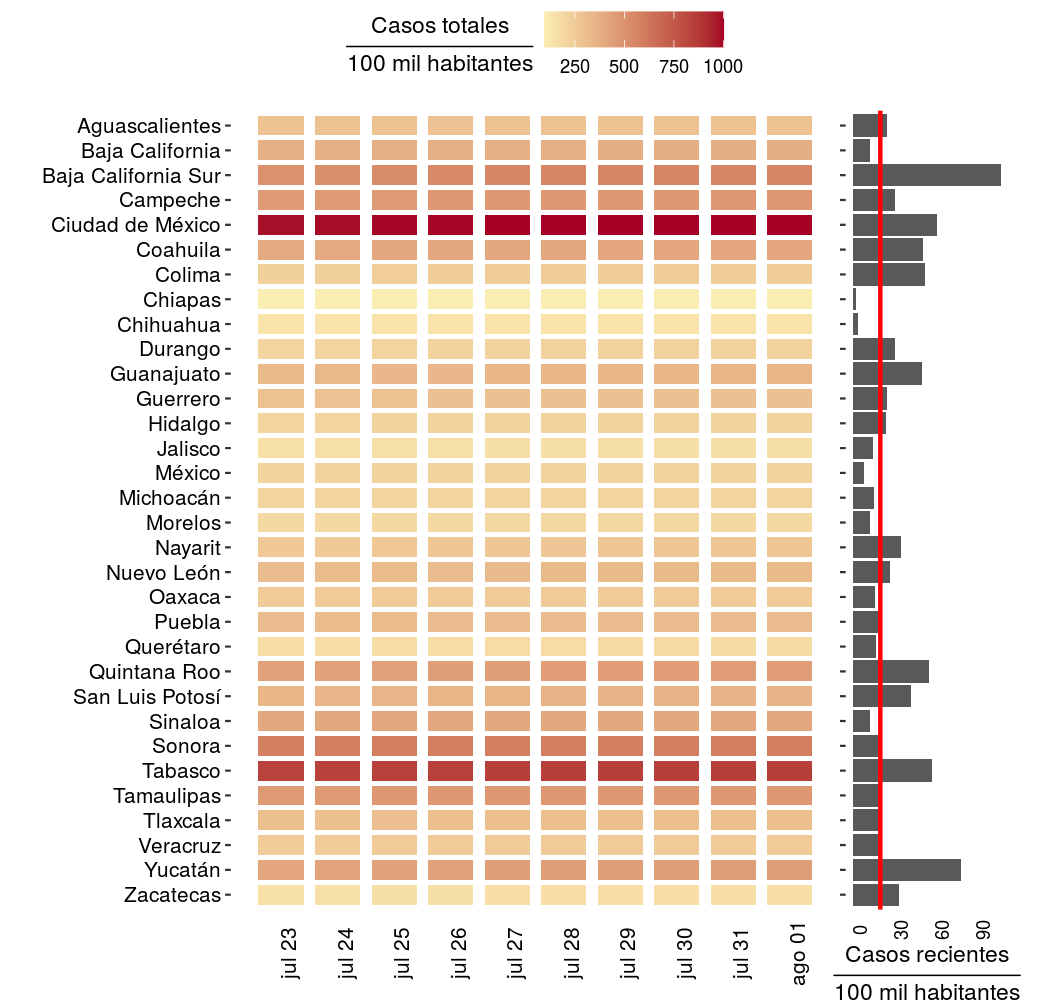 Casos totales
100 mil habitantes
250 500 750 1000
Aguascalientes
Baja California
Baja California Sur
Campeche
Ciudad de México
Coahuila
Colima
Chiapas
Chihuahua
Durango
Guanajuato
Guerrero
Hidalgo
Jalisco
México
Michoacán
Morelos
Nayarit
Nuevo León
Oaxaca
Puebla
Querétaro
Quintana Roo
San Luis Potosí
Sinaloa
Sonora
Tabasco
Tamaulipas
Tlaxcala
Veracruz
Yucatán
Zacatecas
jul 23
jul 24
jul 25
jul 26
jul 27
jul 28
jul 29
jul 30
jul 31
ago 01
0
30
60
90
Casos recientes
100 mil habitantes